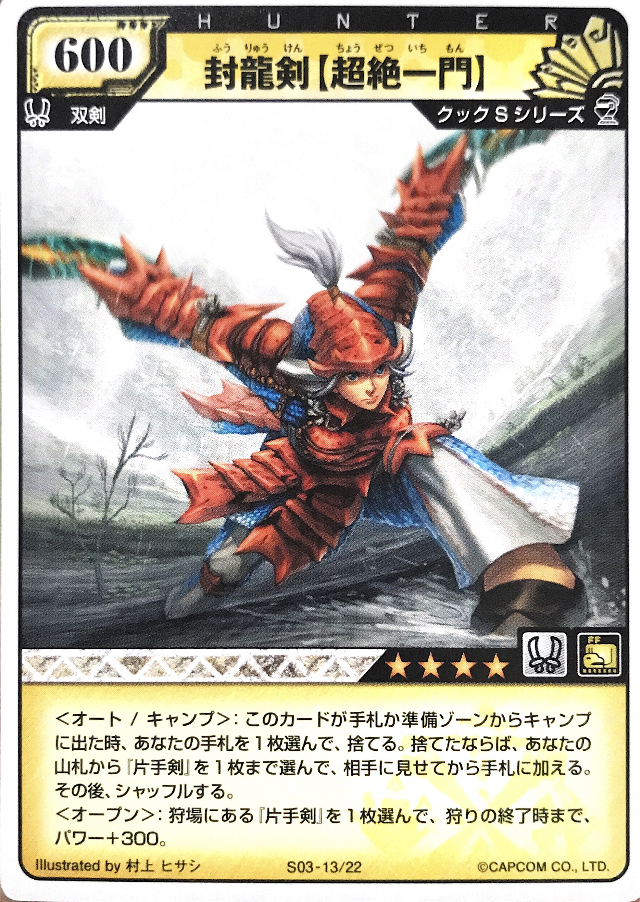 HUNTER
600
ふう りゅう けん ちょう ぜつ いち もん
封龍剣【超絶一門】
双剣
クックSシリーズ
FF
<オート / キャンプ>:このカードが手札か準備ゾーンからキャンプ
に出た時、あなたの手札を1枚選んで、捨てる。捨てたならば、あなたの
山札から『片手剣』を1枚まで選んで、相手に見せてから手札に加える。
その後、シャッフルする。
<オープン>:狩場にある『片手剣』を1枚選んで、狩りの終了時まで、
パワー+300。
Illustrated by 村上 ヒサシ
S03-13/22
©CAPCOM CO., LTD.